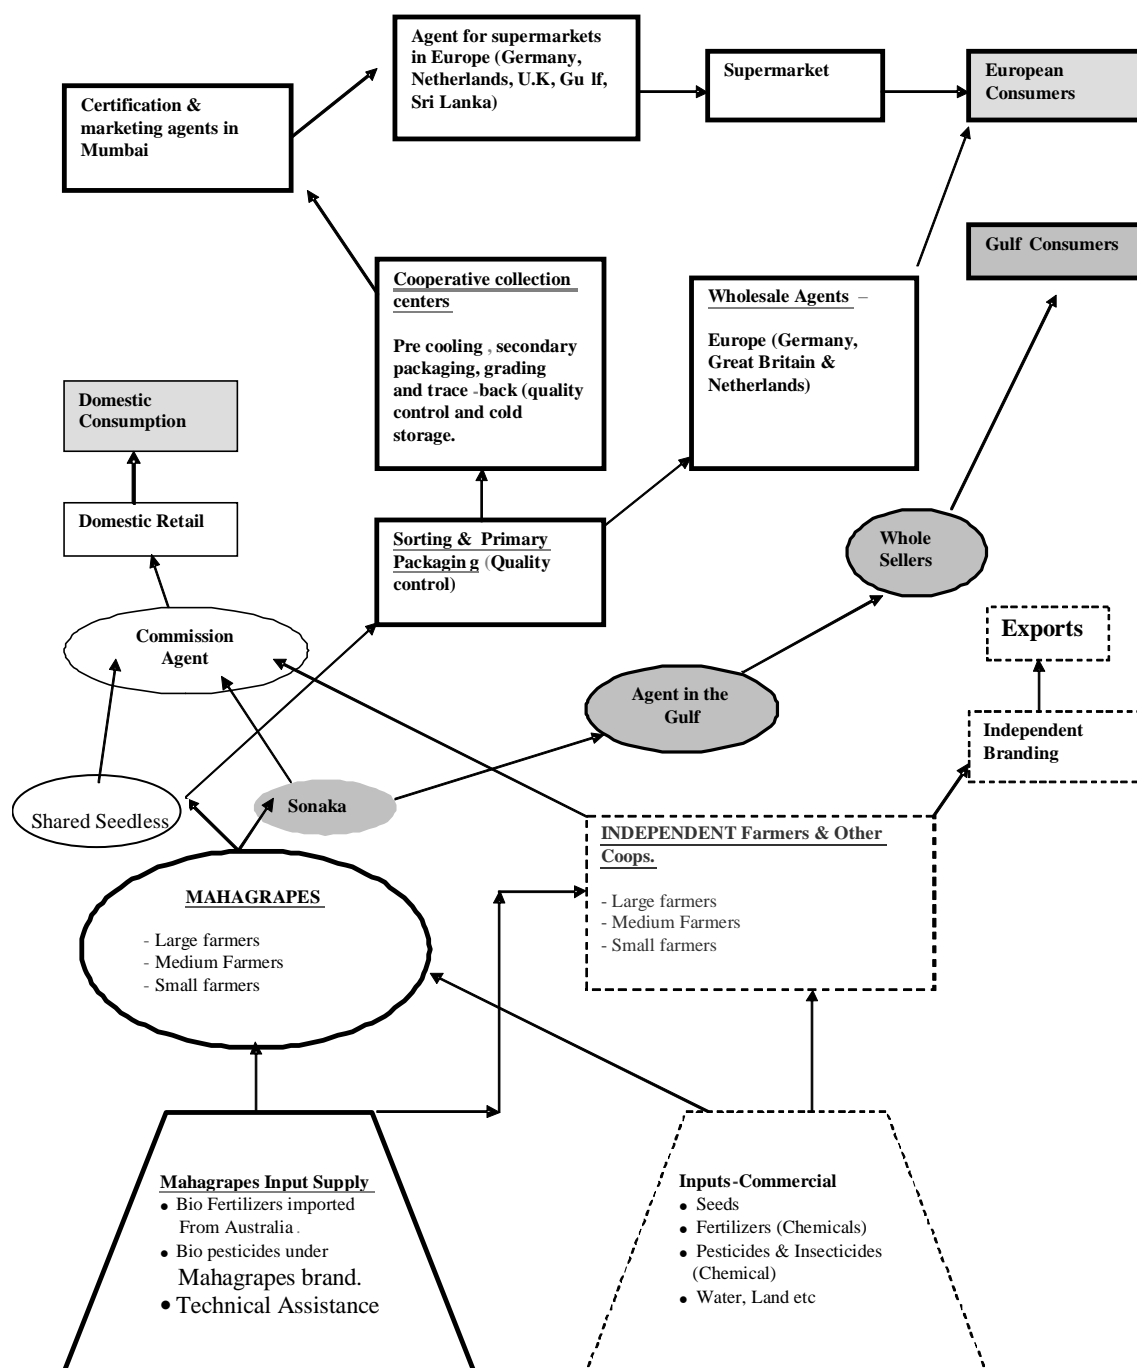 Agent for supermarkets
in Europe (Germany,
Netherlands, U.K, Gu lf,
Sri Lanka)
Supermarket
European
Consumers
Certification &
marketing agents in
Mumbai
Gulf Consumers
Cooperative collection
centers
Pre cooling , secondary
packaging, grading
and trace -back (quality
control and cold
storage.
Wholesale Agents –
Europe (Germany,
Great Britain &
Netherlands)
Domestic
Consumption
Domestic Retail
Sorting & Primary
Packagin g (Quality
control)
Whole
Sellers
Commission
Agent
Exports
Agent in the
Gulf
Independent
Branding
Shared Seedless
Sonaka
INDEPENDENT Farmers & Other
Coops.
- Large farmers
- Medium Farmers
- Small farmers
MAHAGRAPES
- Large farmers
- Medium Farmers
- Small farmers
Mahagrapes Input Supply
● Bio Fertilizers imported
From Australia .
● Bio pesticides under
Mahagrapes brand.
● Technical Assistance
Inputs -Commercial
● Seeds
● Fertilizers (Chemicals)
● Pesticides & Insecticides
(Chemical)
● Water, Land etc